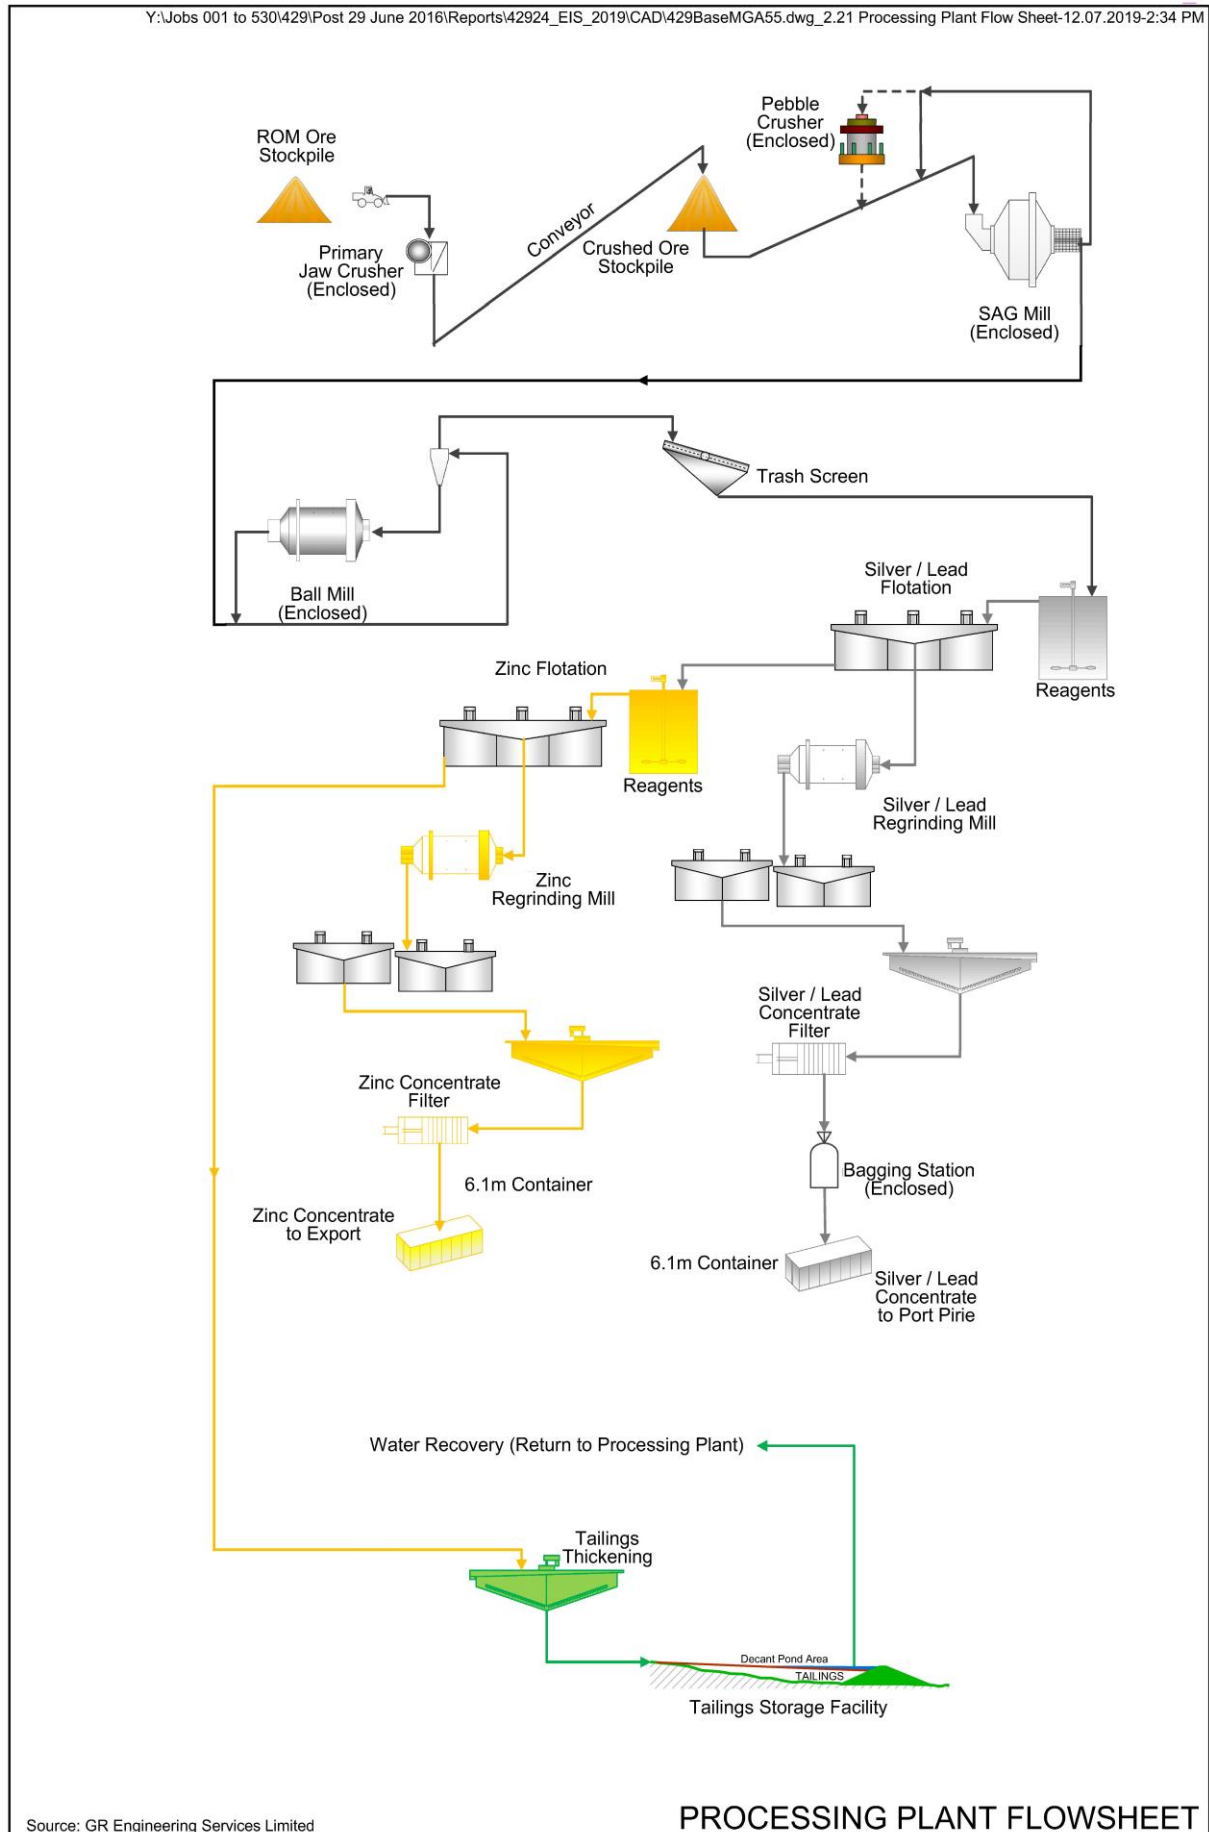 Y:\Jobs 001 to 530\429\Post 29 June 2016\Reports\42924_EIS_2019\CAD\429BaseMGA55.dwg_2.21 Processing Plant Flow Sheet-12.07.2019-2:34 PM
ROM Ore
Stockpile
Pebble
Crusher
(Enclosed)
Primary
Jaw Crusher
(Enclosed)
Conveyor
Crushed Ore
Stockpile
SAG Mill
(Enclosed)
Trash Screen
Ball Mill
(Enclosed)
Silver / Lead
Flotation
Reagents
Zinc Flotation
Reagents
Silver / Lead
Regrinding Mill
Zinc
Regrinding Mill
Silver / Lead
Concentrate
Filter
Zinc Concentrate
Filter
Bagging Station
(Enclosed)
6.1m Container
Zinc Concentrate
to Export
6.1m Container
Silver / Lead
Concentrate
to Port Pirie
Water Recovery (Return to Processing Plant)
Tailings
Thickening
Decant Pond Area
TAILINGS
Tailings Storage Facility
Source: GR Engineering Services Limited
PROCESSING PLANT FLOWSHEET